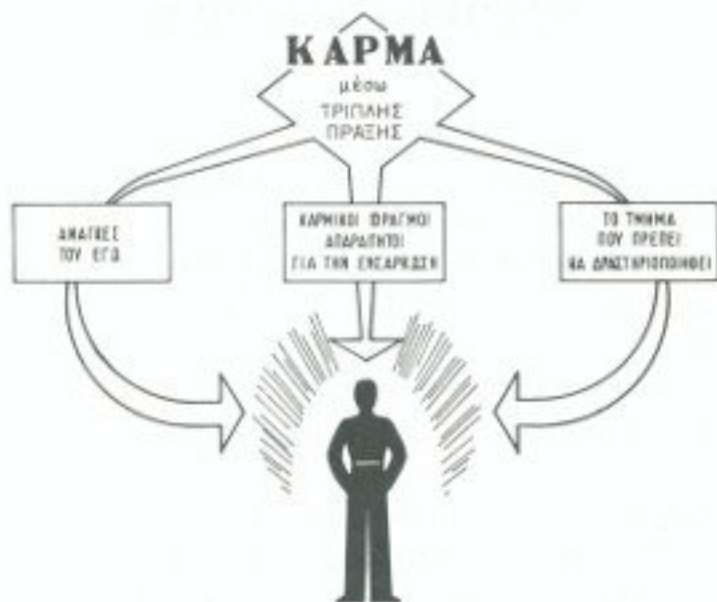 ΚΑΡΜΑ
μέσω
ΤΡΙΠΛΗΣ
ΠΡΑΞΗΣ
ΑΝΑΓΚΕΣ
ΤΟΥ ΕΓΩ
ΚΑΡΜΙΚΟΙ ΦΡΑΓΜΟΙ
ΑΠΑΡΑΙΤΗΤΟΙ
ΓΙΑ ΤΗΝ ΕΝΣΑΡΚΩΣΗ
ΤΟ ΤΜΗΜΑ
ΠΟΥ ΠΡΕΠΕΙ
ΝΑ ΔΡΑΣΤΗΡΙΟΠΟΙΗΘΕΙ